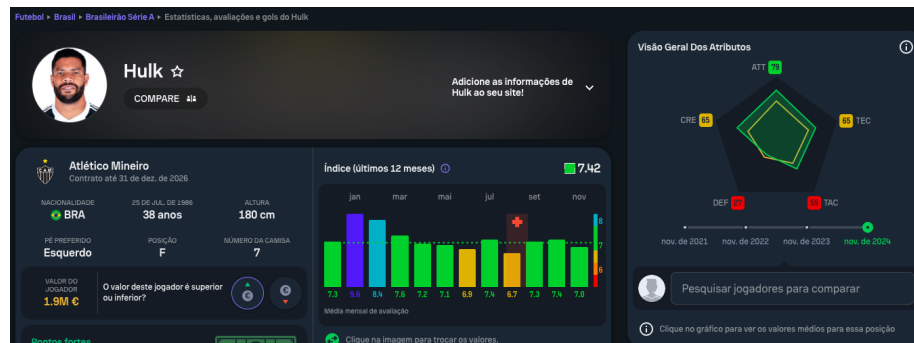 Futebol ▸ Brasil ▸ Brasileirão Série A ▸ Estatísticas, avaliações e gols do Hulk
Hulk
COMPARE
Adicione as informações de
Hulk ao seu site!
Atlético Mineiro
Contrato até 31 de dez. de 2026
NACIONALIDADE
BRA
25 DE JUL. DE 1986
38 anos
ALTURA
180 cm
PÉ PREFERIDO
Esquerdo
POSIÇÃO
F
NÚMERO DA CAMISA
7
VALOR DO
JOGADOR
1.9M €
O valor deste jogador é superior
ou inferior?
Pontos fortes
Índice (últimos 12 meses)
7.42
jan mar mai jul set nov
8
7
6
7.3 9.6 8.4 7.6 7.2 7.1 6.9 7.4 6.7 7.3 7.4 7.0
Média mensal de avaliação
Clique na imagem para trocar os valores.
Visão Geral Dos Atributos
ATT 79
CRE 65
65 TEC
DEF 27
TAC
nov. de 2021 nov. de 2022 nov. de 2023 nov. de 2024
Pesquisar jogadores para comparar
Clique no gráfico para ver os valores médios para essa posição